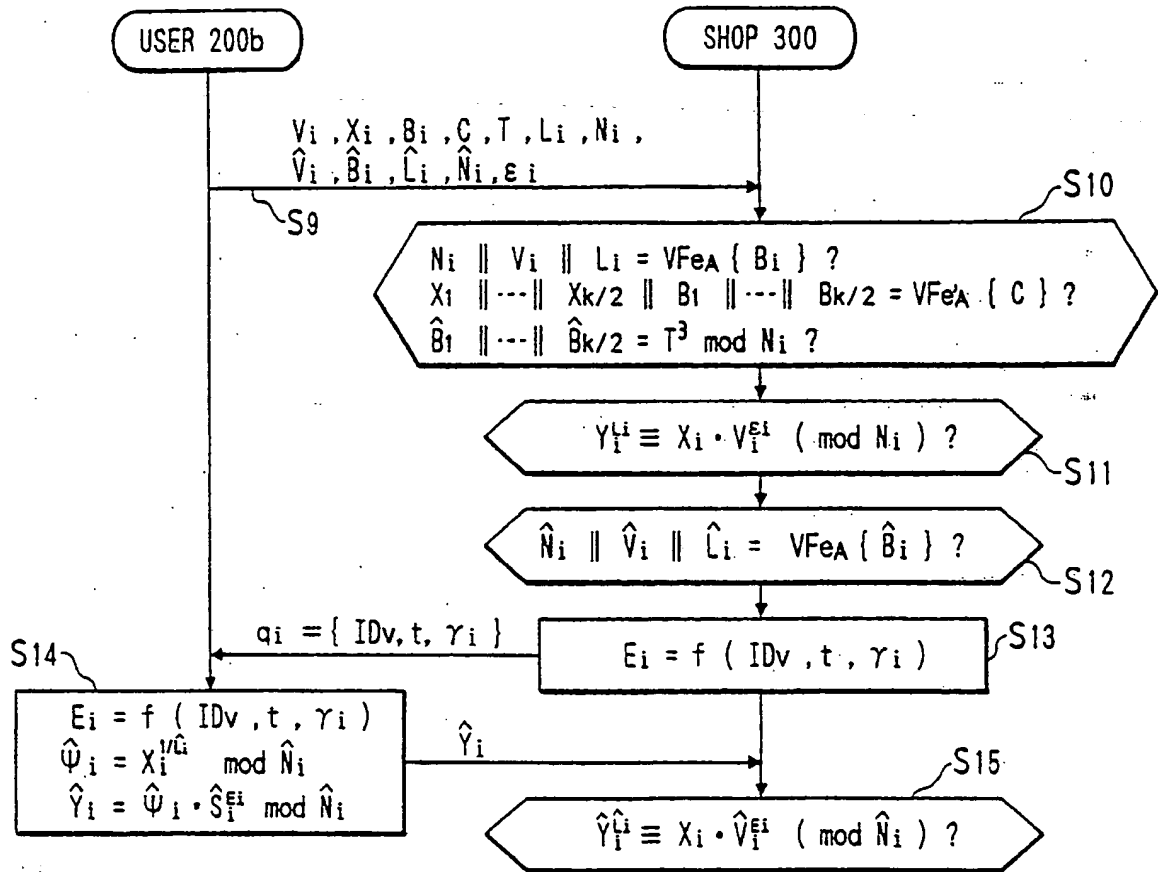 USER 200b
SHOP 300
Vi , Xi , Bi , C , T , Li , Ni ,
V̂i , B̂i , L̂i , N̂i , εi
S9
S10
Ni ‖ Vi ‖ Li = VFeA { Bi } ?
X1 ‖ --- ‖ Xk/2 ‖ B1 ‖ --- ‖ Bk/2 = VFe'A { C } ?
B̂1 ‖ --- ‖ B̂k/2 = T³ mod Ni ?
Yi^Li ≡ Xi • Vi^εi ( mod Ni ) ?
S11
N̂i ‖ V̂i ‖ L̂i = VFeA { B̂i } ?
S12
qi = { IDv, t, γi }
S13
Ei = f ( IDv , t , γi )
S14
Ei = f ( IDv , t , γi )
Ψ̂i = Xi^1/L̂i mod N̂i
Ŷi = Ψ̂i • Ŝi^Ei mod N̂i
Ŷi
S15
Ŷi^L̂i ≡ Xi • V̂i^Ei ( mod N̂i ) ?